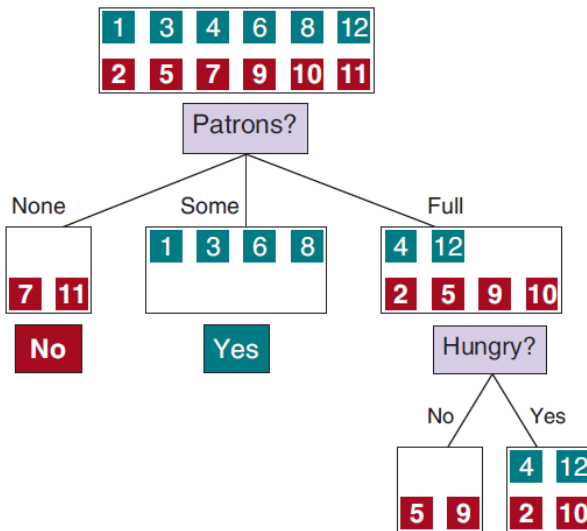 1 3 4 6 8 12
2 5 7 9 10 11
Patrons?
None Some Full
1 3 6 8 4 12
7 11 2 5 9 10
No Yes Hungry?
No Yes
4 12
5 9 2 10